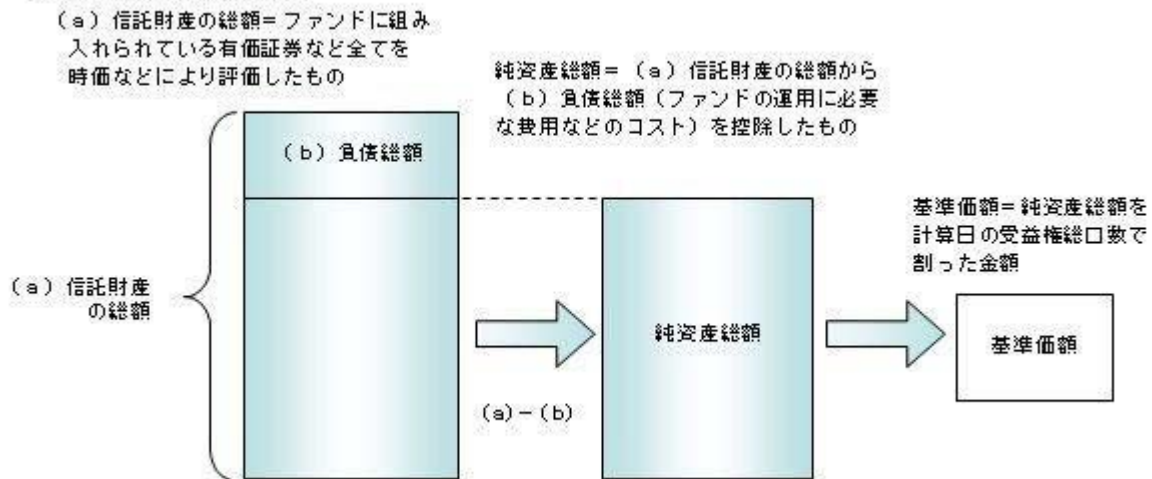 (a)信託財産の総額=ファンドに組み
入れられている有価証券など全てを
時価などにより評価したもの
純資産総額=(a)信託財産の総額から
(b)負債総額(ファンドの運用に必要
な費用などのコスト)を控除したもの
(b)負債総額
基準価額=純資産総額を
計算日の受益権総口数で
割った金額
(a)信託財産
の総額
純資産総額
基準価額
(a)-(b)